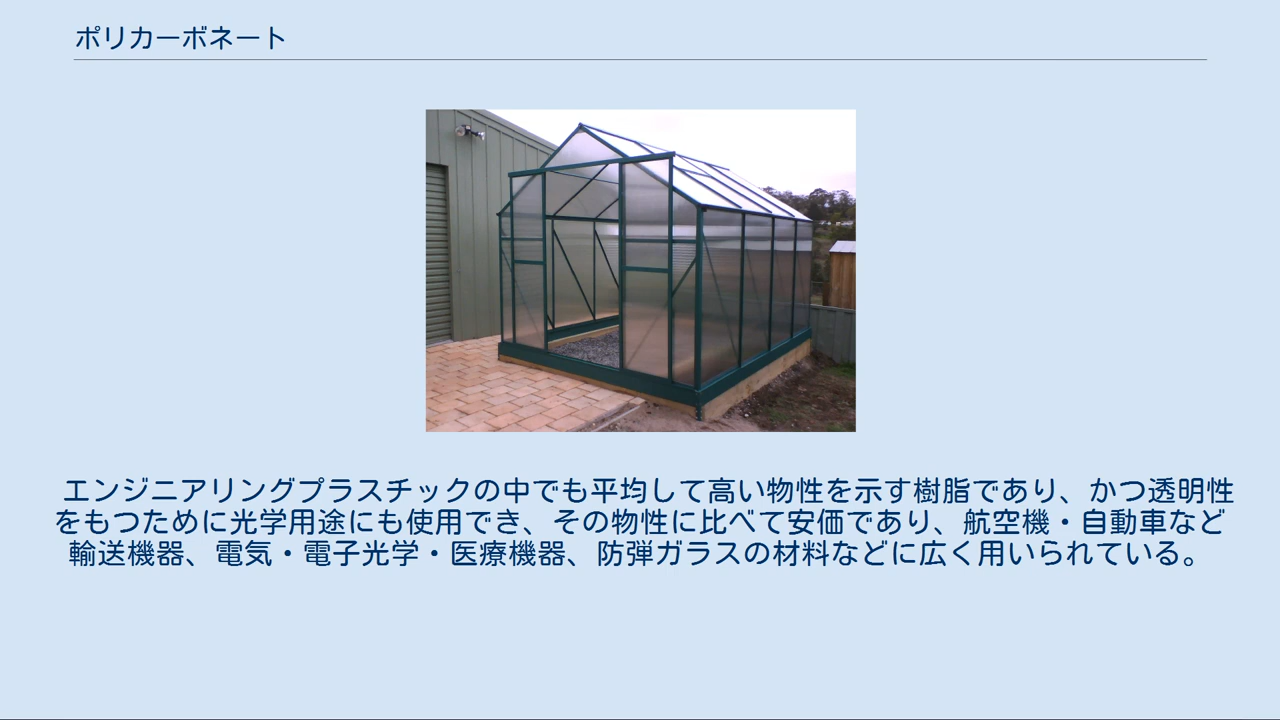 ポリカーボネート
エンジニアリングプラスチックの中でも平均して高い物性を示す樹脂であり、かつ透明性
をもつために光学用途にも使用でき、その物性に比べて安価であり、航空機・自動車など
輸送機器、電気・電子光学・医療機器、防弾ガラスの材料などに広く用いられている。